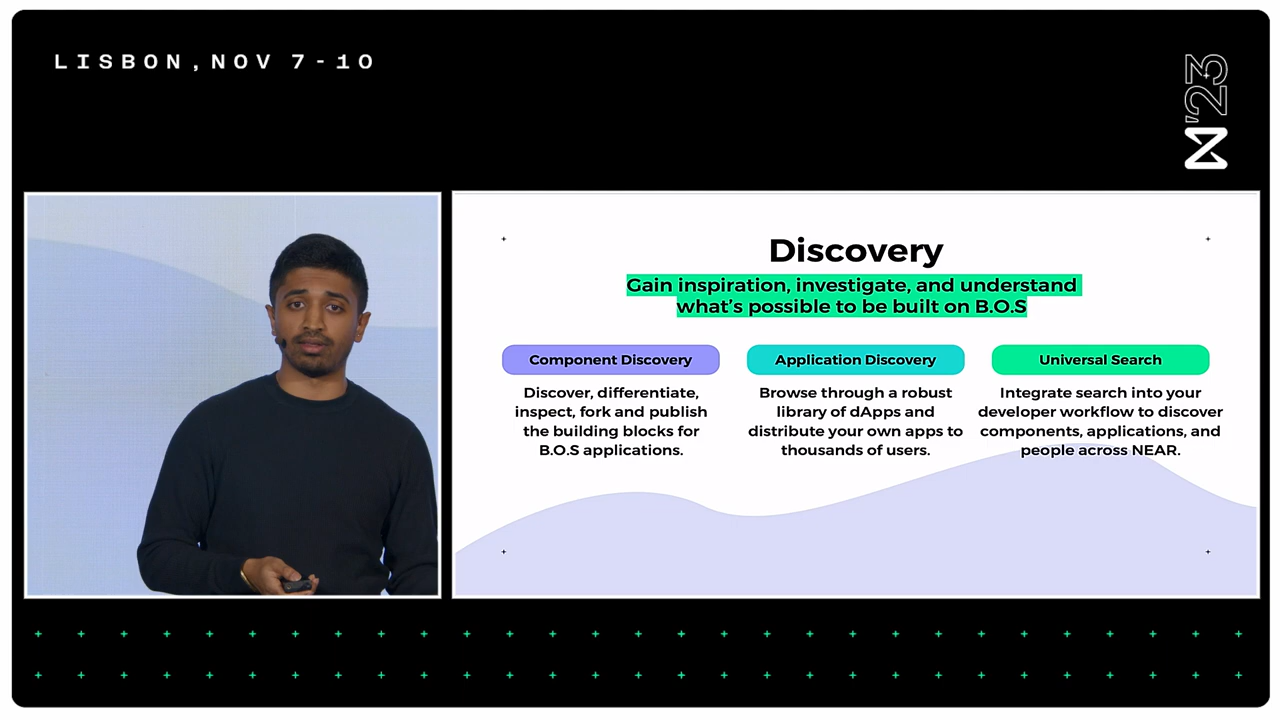 LISBON, NOV 7-10
'23
Discovery
Gain inspiration, investigate, and understand
what’s possible to be built on B.O.S
Component Discovery
Discover, differentiate,
inspect, fork and publish
the building blocks for
B.O.S applications.
Application Discovery
Browse through a robust
library of dApps and
distribute your own apps to
thousands of users.
Universal Search
Integrate search into your
developer workflow to discover
components, applications, and
people across NEAR.